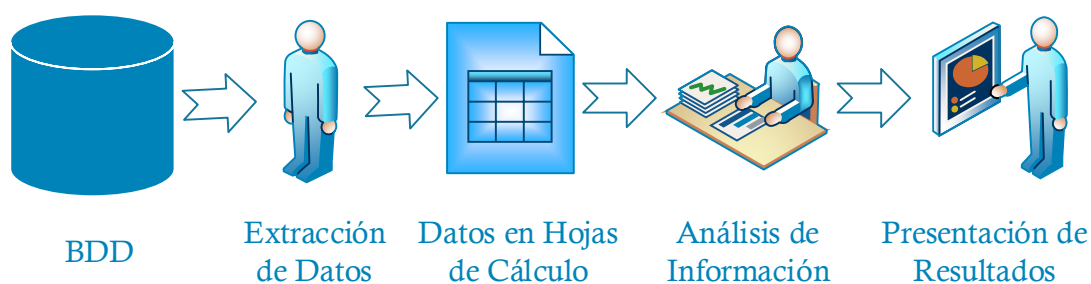 BDD
Extracción
de Datos
Datos en Hojas
de Cálculo
Análisis de
Información
Presentación de
Resultados